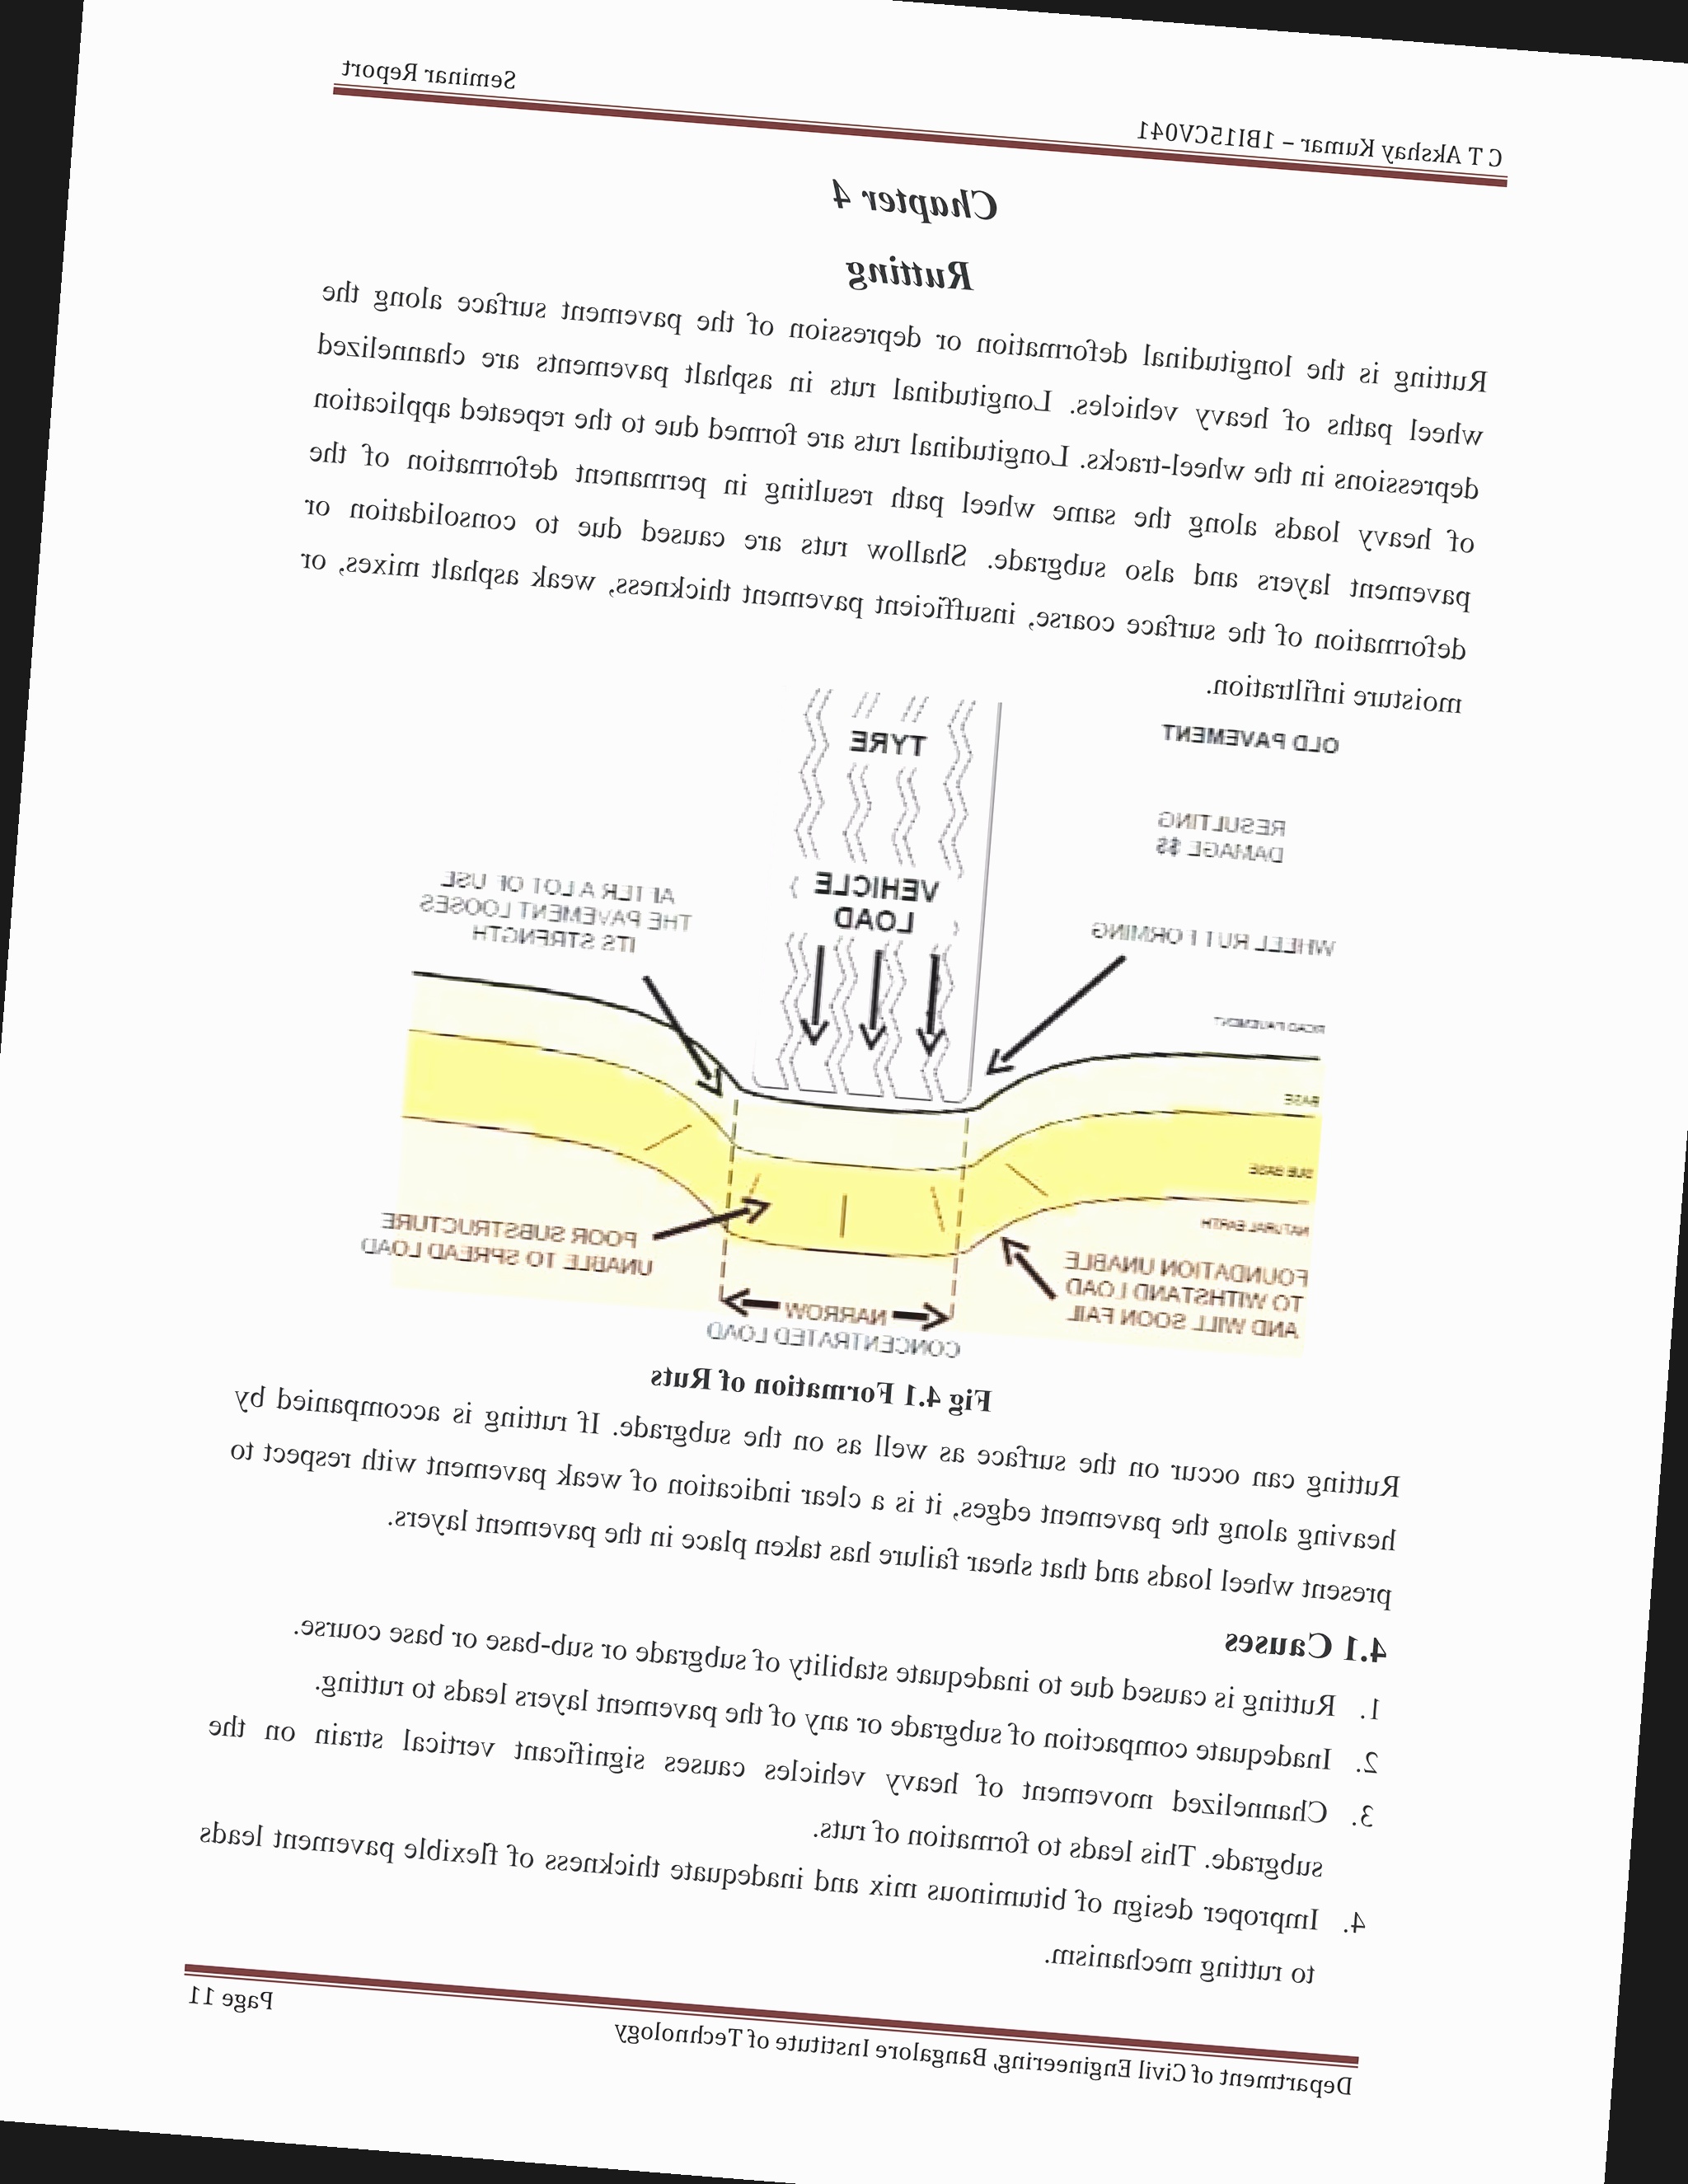 C T Akshay Kumar – 1BI15CV041 Seminar Report
Chapter 4
Rutting
Rutting is the longitudinal deformation or depression of the pavement surface along the
wheel paths of heavy vehicles. Longitudinal ruts in asphalt pavements are channelized
depressions in the wheel-tracks. Longitudinal ruts are formed due to the repeated application
of heavy loads along the same wheel path resulting in permanent deformation of the
pavement layers and also subgrade. Shallow ruts are caused due to consolidation or
deformation of the surface coarse, insufficient pavement thickness, weak asphalt mixes, or
moisture infiltration.
OLD PAVEMENT
TYRE
RESULTING
DAMAGE $$
VEHICLE
LOAD
WHEEL RUT FORMING
AFTER A LOT OF USE
THE PAVEMENT LOOSES
ITS STRENGTH
ROAD PAVEMENT
BASE
SUB BASE
NATURAL EARTH
FOUNDATION UNABLE
TO WITHSTAND LOAD
AND WILL SOON FAIL
POOR SUBSTRUCTURE
UNABLE TO SPREAD LOAD
NARROW
CONCENTRATED LOAD
Fig 4.1 Formation of Ruts
Rutting can occur on the surface as well as on the subgrade. If rutting is accompanied by
heaving along the pavement edges, it is a clear indication of weak pavement with respect to
present wheel loads and that shear failure has taken place in the pavement layers.
4.1 Causes
1. Rutting is caused due to inadequate stability of subgrade or sub-base or base course.
2. Inadequate compaction of subgrade or any of the pavement layers leads to rutting.
3. Channelized movement of heavy vehicles causes significant vertical strain on the
subgrade. This leads to formation of ruts.
4. Improper design of bituminous mix and inadequate thickness of flexible pavement leads
to rutting mechanism.
Department of Civil Engineering, Bangalore Institute of Technology Page 11